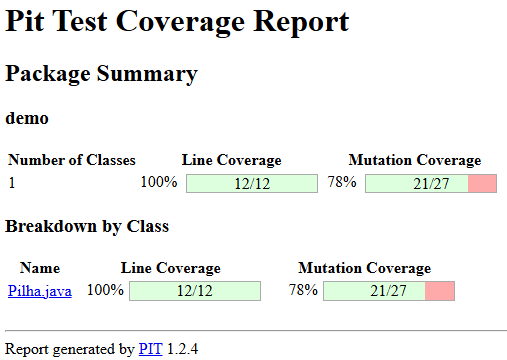 Pit Test Coverage Report
Package Summary
demo
Number of Classes Line Coverage Mutation Coverage
1 100% 12/12 78% 21/27
Breakdown by Class
Name Line Coverage Mutation Coverage
Pilha.java 100% 12/12 78% 21/27
Report generated by PIT 1.2.4